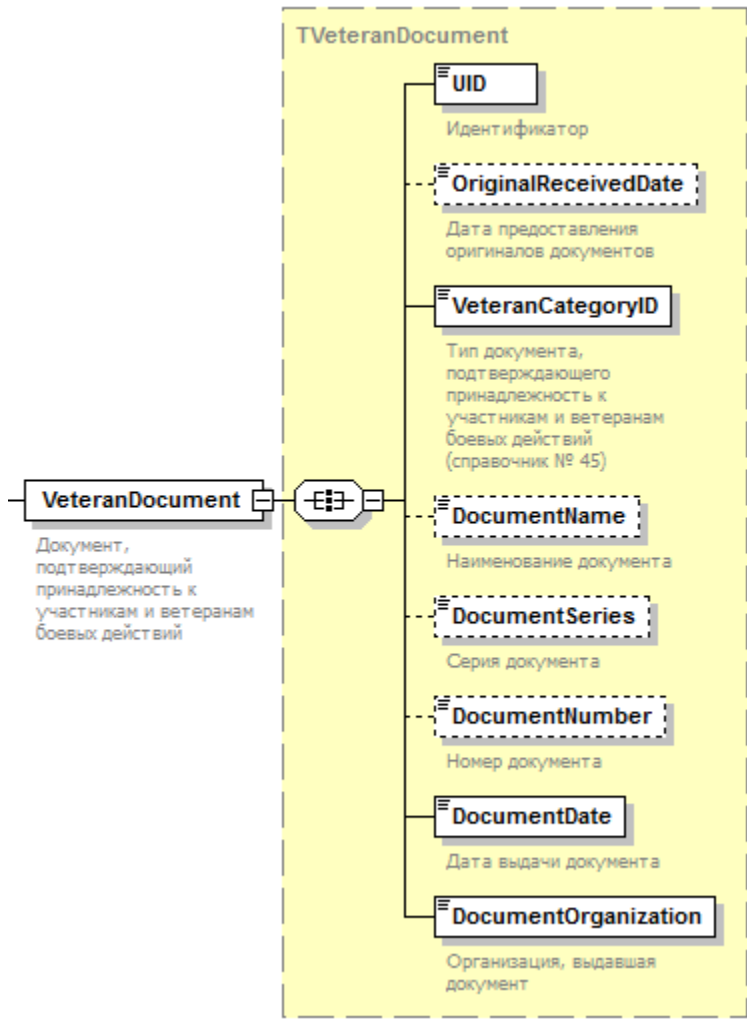 TVeteranDocument
UID
Идентификатор
OriginalReceivedDate
Дата предоставления
оригиналов документов
VeteranCategoryID
Тип документа,
подтверждающего
принадлежность к
участникам и ветеранам
боевых действий
(справочник № 45)
VeteranDocument
Документ,
подтверждающий
принадлежность к
участникам и ветеранам
боевых действий
DocumentName
Наименование документа
DocumentSeries
Серия документа
DocumentNumber
Номер документа
DocumentDate
Дата выдачи документа
DocumentOrganization
Организация, выдавшая
документ